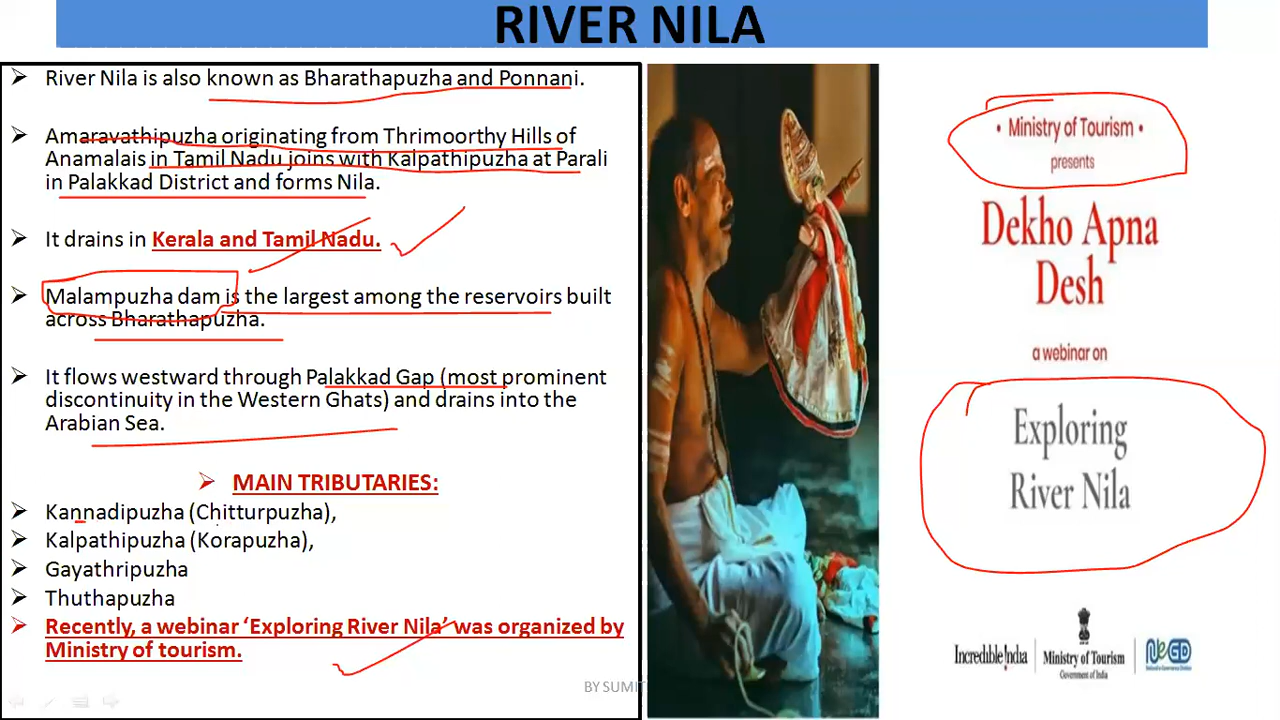 RIVER NILA
River Nila is also known as Bharathapuzha and Ponnani.
Amaravathipuzha originating from Thrimoorthy Hills of
Anamalais in Tamil Nadu joins with Kalpathipuzha at Parali
in Palakkad District and forms Nila.
It drains in Kerala and Tamil Nadu.
Malampuzha dam is the largest among the reservoirs built
across Bharathapuzha.
It flows westward through Palakkad Gap (most prominent
discontinuity in the Western Ghats) and drains into the
Arabian Sea.
MAIN TRIBUTARIES:
Kannadipuzha (Chitturpuzha),
Kalpathipuzha (Korapuzha),
Gayathripuzha
Thuthapuzha
Recently, a webinar ‘Exploring River Nila’ was organized by
Ministry of tourism.
BY SUMIT
• Ministry of Tourism •
presents
Dekho Apna
Desh
a webinar on
Exploring
River Nila
Incredible !ndia
Ministry of Tourism
Government of India
NeGD